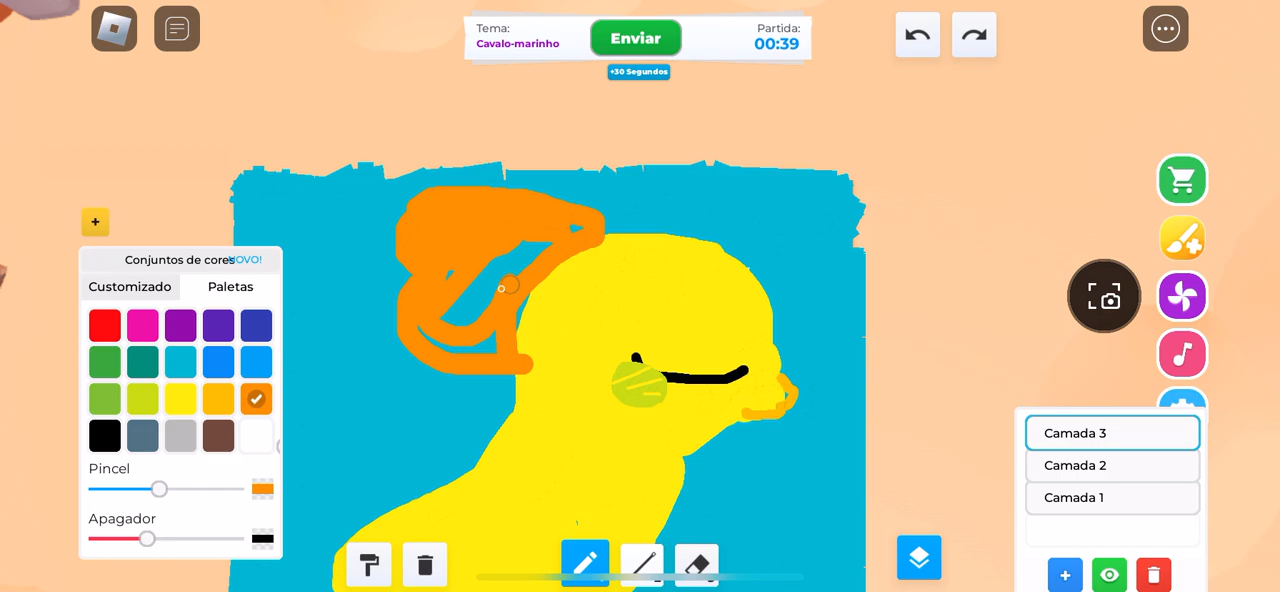 Tema:
Cavalo-marinho
Enviar
Partida:
00:39
+30 Segundos
+
Conjuntos de cores
NOVO!
Customizado
Paletas
Pincel
Apagador
Camada 3
Camada 2
Camada 1
+